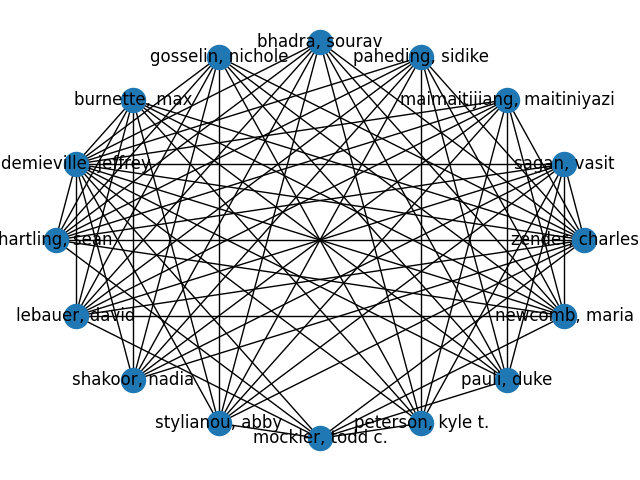 bhadra, sourav
gosselin, nichole
paheding, sidike
burnette, max
maimaitijiang, maitiniyazi
demieville, jeffrey
sagan, vasit
hartling, sean
zender, charles
lebauer, david
newcomb, maria
shakoor, nadia
pauli, duke
stylianou, abby
peterson, kyle t.
mockler, todd c.